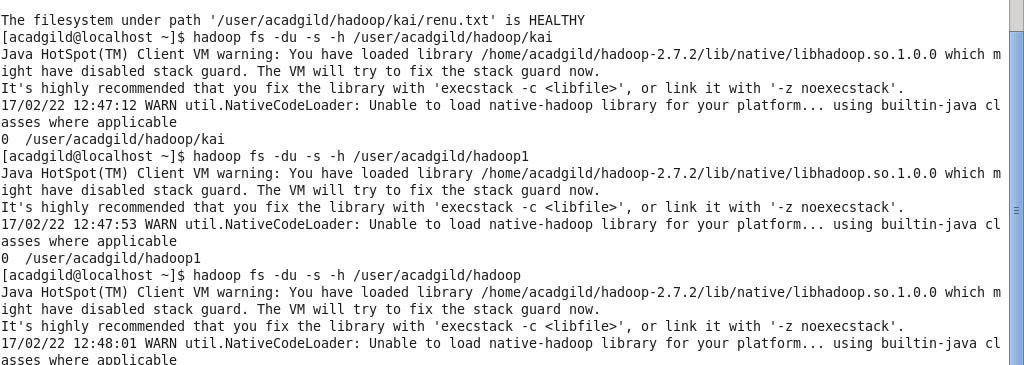 The filesystem under path '/user/acadgild/hadoop/kai/renu.txt' is HEALTHY
[acadgild@localhost ~]$ hadoop fs -du -s -h /user/acadgild/hadoop/kai
Java HotSpot(TM) Client VM warning: You have loaded library /home/acadgild/hadoop-2.7.2/lib/native/libhadoop.so.1.0.0 which m
ight have disabled stack guard. The VM will try to fix the stack guard now.
It's highly recommended that you fix the library with 'execstack -c <libfile>', or link it with '-z noexecstack'.
17/02/22 12:47:12 WARN util.NativeCodeLoader: Unable to load native-hadoop library for your platform... using builtin-java cl
asses where applicable
0  /user/acadgild/hadoop/kai
[acadgild@localhost ~]$ hadoop fs -du -s -h /user/acadgild/hadoop1
Java HotSpot(TM) Client VM warning: You have loaded library /home/acadgild/hadoop-2.7.2/lib/native/libhadoop.so.1.0.0 which m
ight have disabled stack guard. The VM will try to fix the stack guard now.
It's highly recommended that you fix the library with 'execstack -c <libfile>', or link it with '-z noexecstack'.
17/02/22 12:47:53 WARN util.NativeCodeLoader: Unable to load native-hadoop library for your platform... using builtin-java cl
asses where applicable
0  /user/acadgild/hadoop1
[acadgild@localhost ~]$ hadoop fs -du -s -h /user/acadgild/hadoop
Java HotSpot(TM) Client VM warning: You have loaded library /home/acadgild/hadoop-2.7.2/lib/native/libhadoop.so.1.0.0 which m
ight have disabled stack guard. The VM will try to fix the stack guard now.
It's highly recommended that you fix the library with 'execstack -c <libfile>', or link it with '-z noexecstack'.
17/02/22 12:48:01 WARN util.NativeCodeLoader: Unable to load native-hadoop library for your platform... using builtin-java cl
asses where applicable